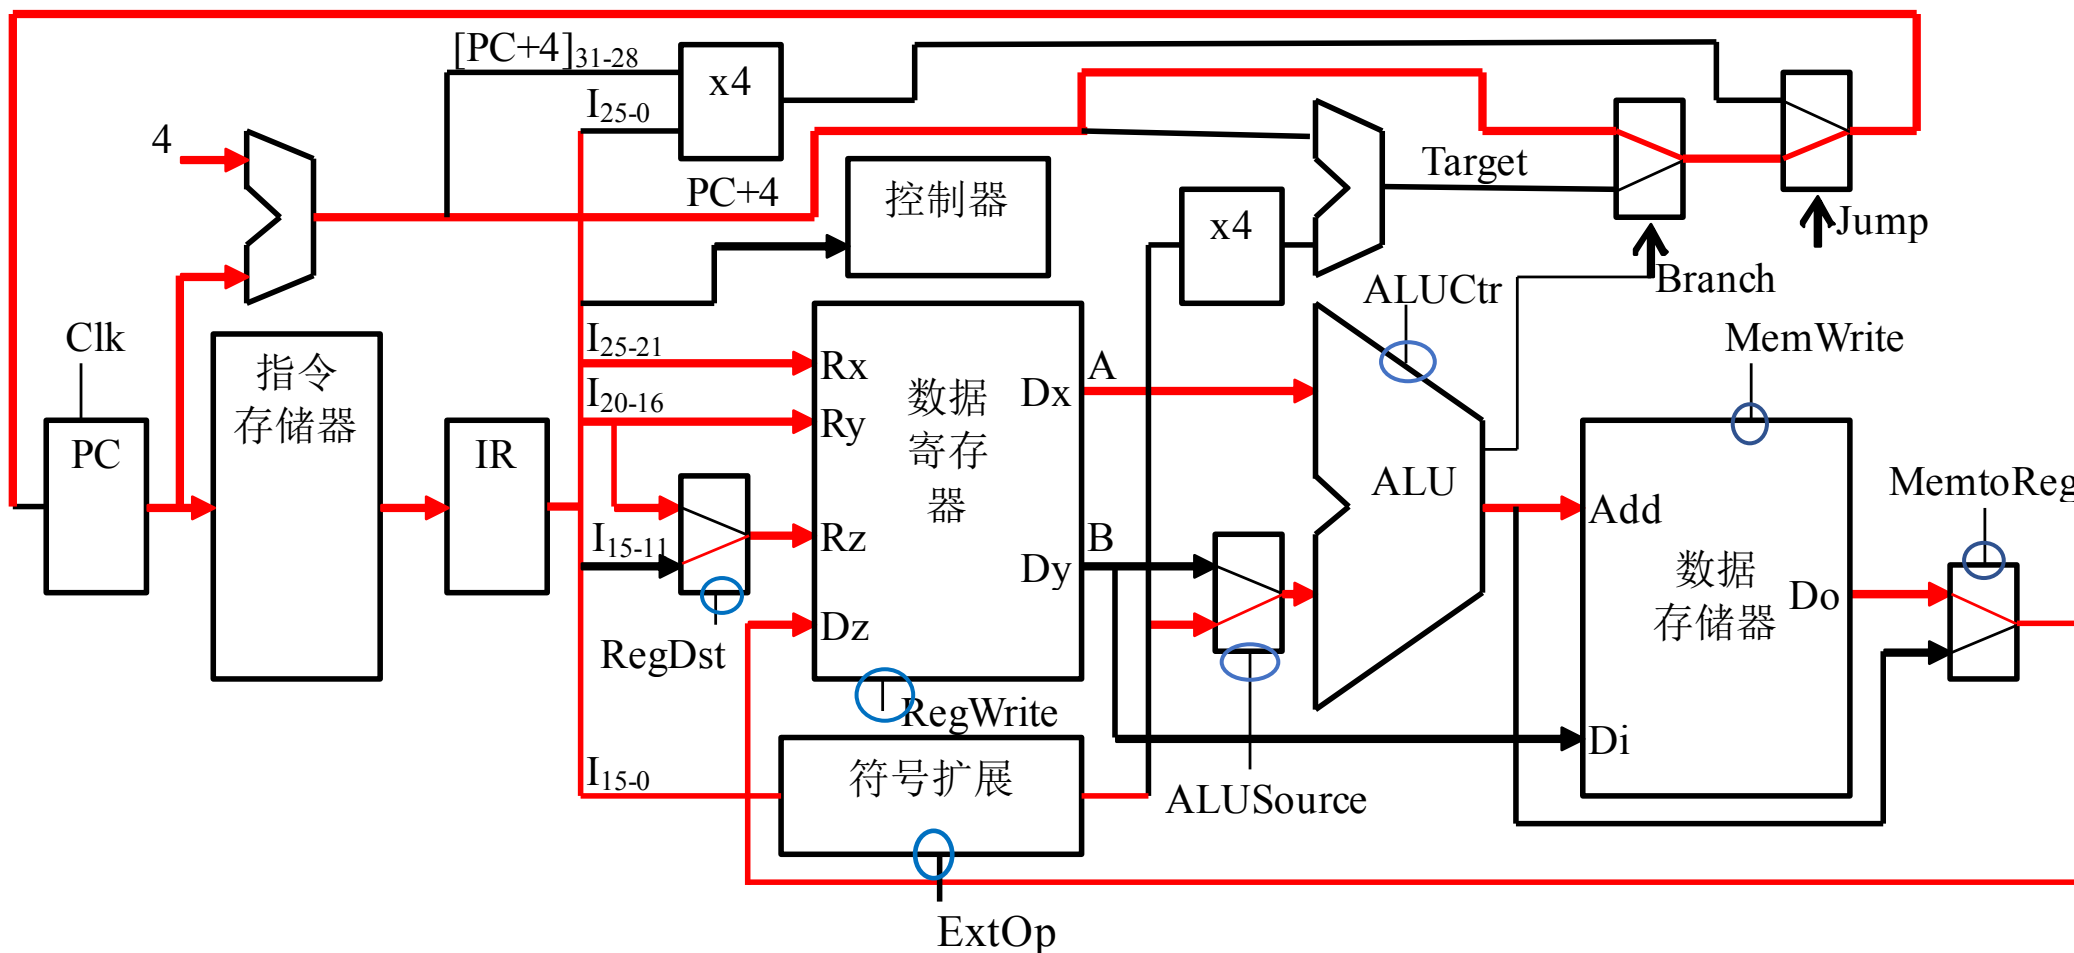 [PC+4]31-28
x4
I25-0
4
PC+4
控制器
Target
x4
Jump
Branch
ALUCtr
Clk
指令
存储器
I25-21
Rx
A
Dx
MemWrite
I20-16
Ry
数据
寄存
器
PC
IR
ALU
MemtoReg
Add
I15-11
Rz
B
Dy
数据
存储器
Do
Dz
RegDst
RegWrite
Di
I15-0
符号扩展
ALUSource
ExtOp